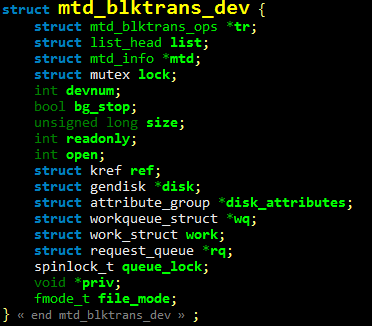 struct mtd_blktrans_dev {
struct mtd_blktrans_ops *tr;
struct list_head list;
struct mtd_info *mtd;
struct mutex lock;
int devnum;
bool bg_stop;
unsigned long size;
int readonly;
int open;
struct kref ref;
struct gendisk *disk;
struct attribute_group *disk_attributes;
struct workqueue_struct *wq;
struct work_struct work;
struct request_queue *rq;
spinlock_t queue_lock;
void *priv;
fmode_t file_mode;
} « end mtd_blktrans_dev » ;